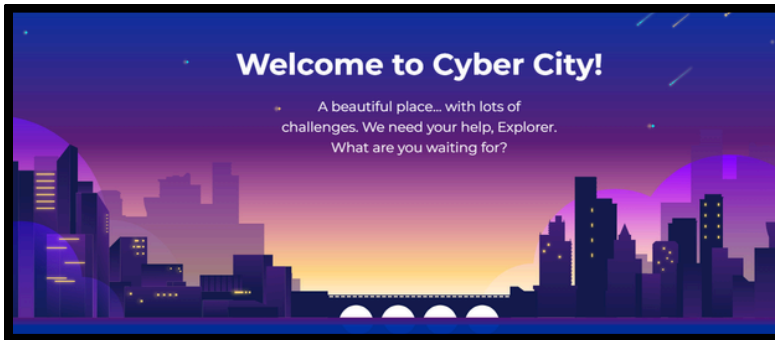 Welcome to Cyber City!
A beautiful place... with lots of
challenges. We need your help, Explorer.
What are you waiting for?